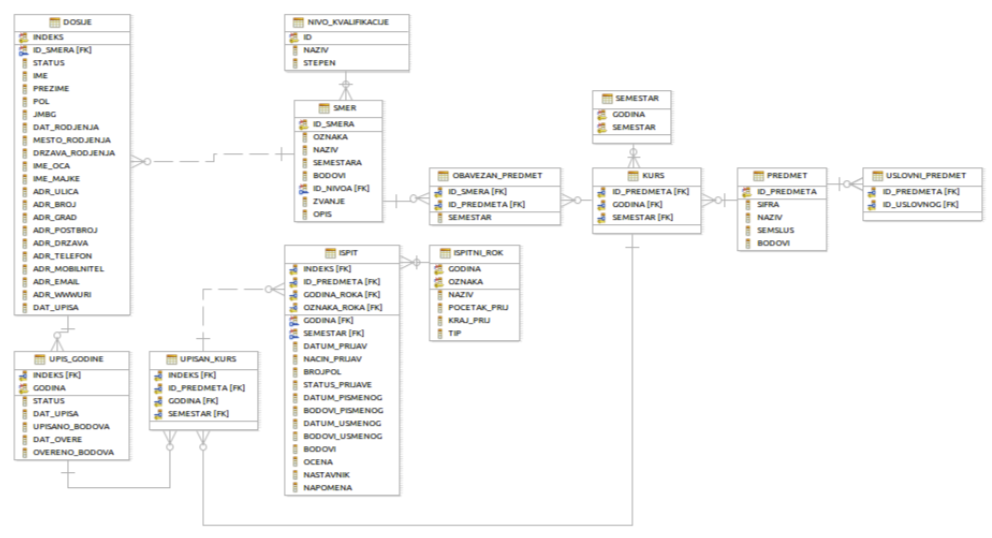 DOSIJE
INDEKS
ID_SMERA [FK]
STATUS
IME
PREZIME
POL
JMBG
DAT_RODJENJA
MESTO_RODJENJA
DRZAVA_RODJENJA
IME_OCA
IME_MAJKE
ADR_ULICA
ADR_BROJ
ADR_GRAD
ADR_POSTBROJ
ADR_DRZAVA
ADR_TELEFON
ADR_MOBILNITEL
ADR_EMAIL
ADR_WWWURI
DAT_UPISA
NIVO_KVALIFIKACIJE
ID
NAZIV
STEPEN
SMER
ID_SMERA
OZNAKA
NAZIV
SEMESTARA
BODOVI
ID_NIVOA [FK]
ZVANJE
OPIS
OBAVEZAN_PREDMET
ID_SMERA [FK]
ID_PREDMETA [FK]
SEMESTAR
SEMESTAR
GODINA
SEMESTAR
KURS
ID_PREDMETA [FK]
GODINA [FK]
SEMESTAR [FK]
PREDMET
ID_PREDMETA
SIFRA
NAZIV
SEMSLUS
BODOVI
USLOVNI_PREDMET
ID_PREDMETA [FK]
ID_USLOVNOG [FK]
ISPIT
INDEKS [FK]
ID_PREDMETA [FK]
GODINA_ROKA [FK]
OZNAKA_ROKA [FK]
GODINA [FK]
SEMESTAR [FK]
DATUM_PRIJAV
NACIN_PRIJAV
BROJPOL
STATUS_PRIJAVE
DATUM_PISMENOG
BODOVI_PISMENOG
DATUM_USMENOG
BODOVI_USMENOG
BODOVI
OCENA
NASTAVNIK
NAPOMENA
ISPITNI_ROK
GODINA
OZNAKA
NAZIV
POCETAK_PRIJ
KRAJ_PRIJ
TIP
UPIS_GODINE
INDEKS [FK]
GODINA
STATUS
DAT_UPISA
UPISANO_BODOVA
DAT_OVERE
OVERENO_BODOVA
UPISAN_KURS
INDEKS [FK]
ID_PREDMETA [FK]
GODINA [FK]
SEMESTAR [FK]